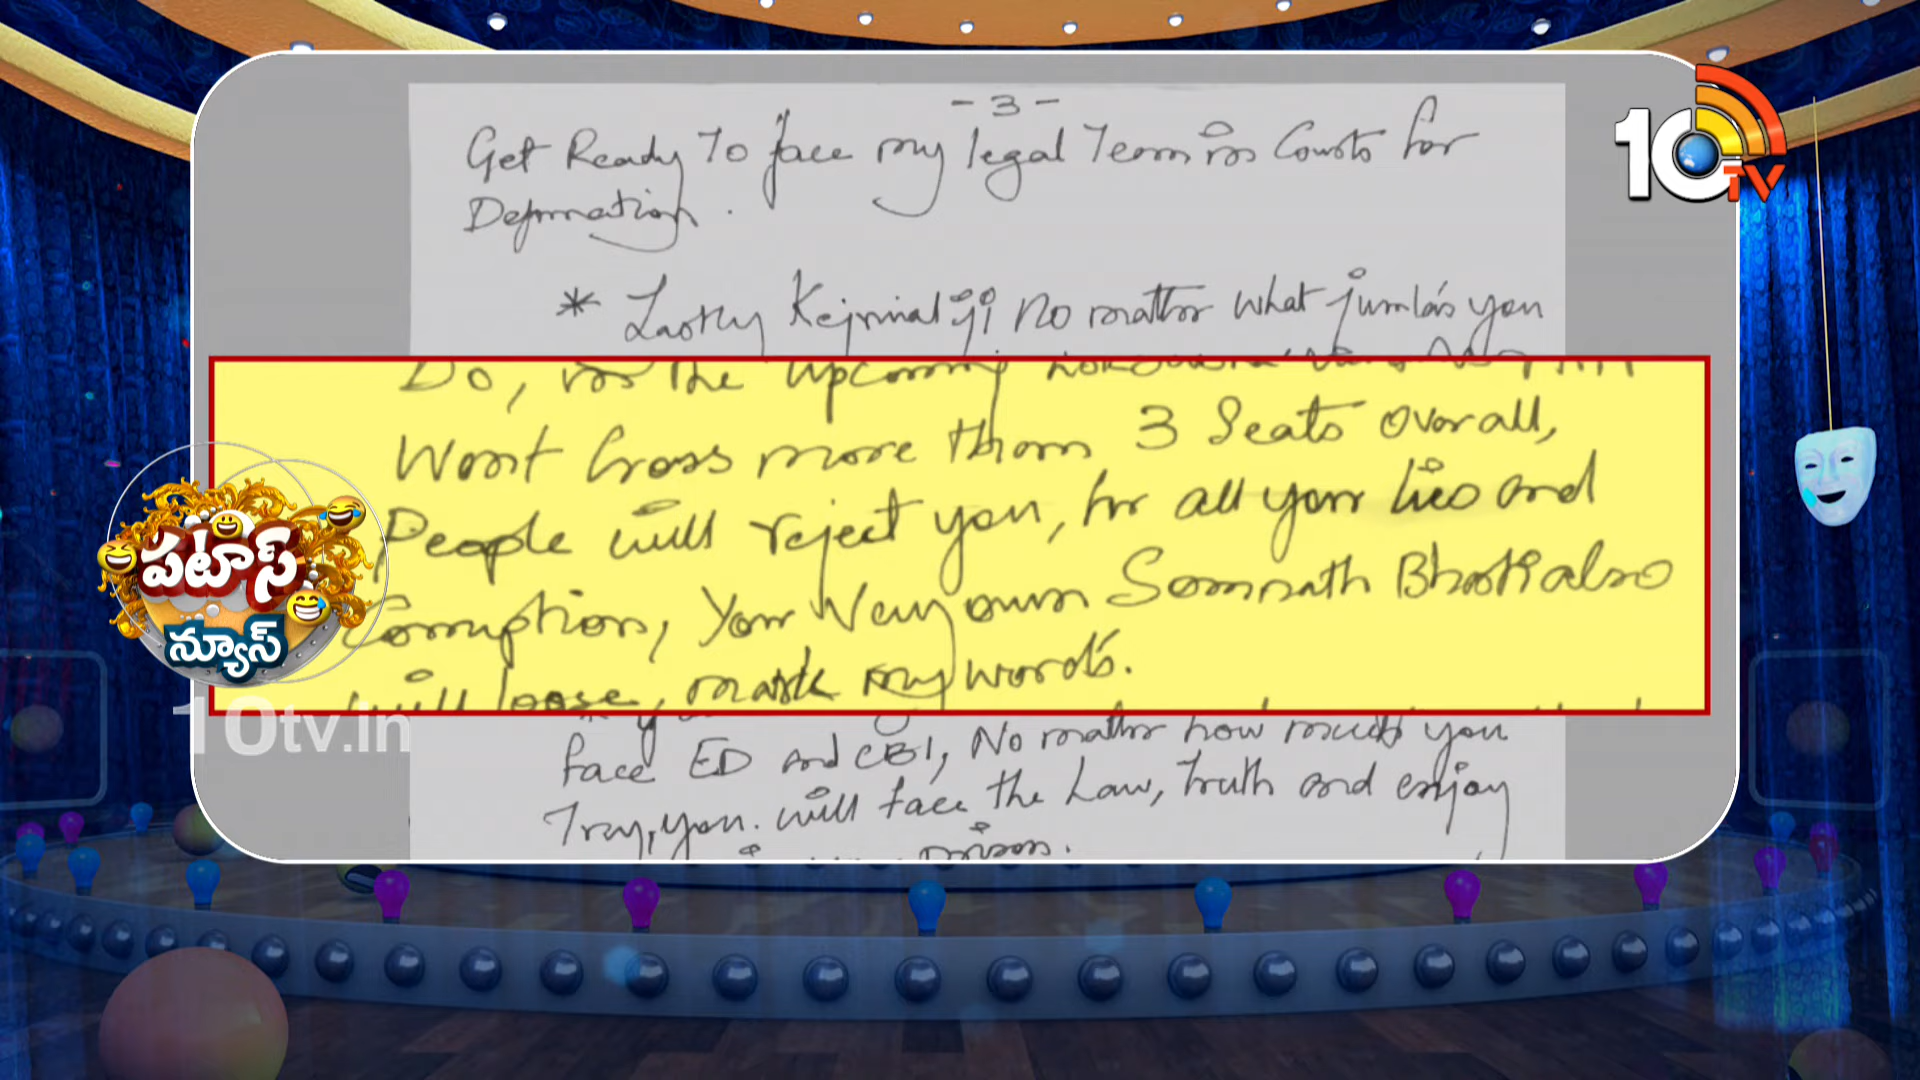 - 3 -
Get Ready To face my legal Team in Courts for
Defamation.
* Lastly Kejriwal Ji, No matter what jumla's you
Do, in the upcoming
Wont Cross more than 3 Seats overall,
People will reject you, for all your lies and
Corruption, Your Very own Somnath Bharti also
will loose, mark my words.
face ED and CBI, No matter how much you
Try, you will face the Law, Truth and enjoy
prison.
10TV
పటాస్
న్యూస్
10tv.in